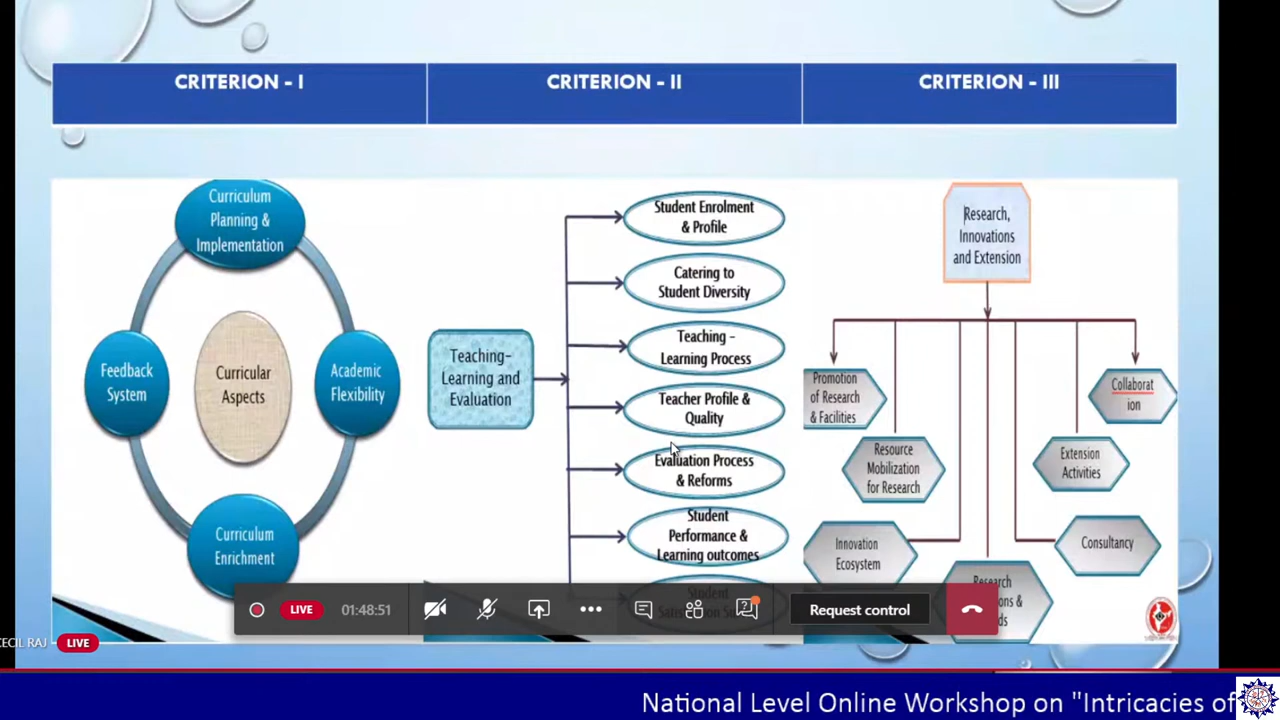 CRITERION - I
CRITERION - II
CRITERION - III
Curriculum
Planning &
Implementation
Feedback
System
Curricular
Aspects
Academic
Flexibility
Curriculum
Enrichment
Teaching-
Learning and
Evaluation
Student Enrolment
& Profile
Catering to
Student Diversity
Teaching –
Learning Process
Teacher Profile &
Quality
Evaluation Process
& Reforms
Student
Performance &
Learning outcomes
Student
Research,
Innovations
and Extension
Promotion
of Research
& Facilities
Resource
Mobilization
for Research
Innovation
Ecosystem
Research
Consultancy
Extension
Activities
Collaborat
ion
LIVE
01:48:51
Request control
CECIL RAJ
LIVE
National Level Online Workshop on "Intricacies of